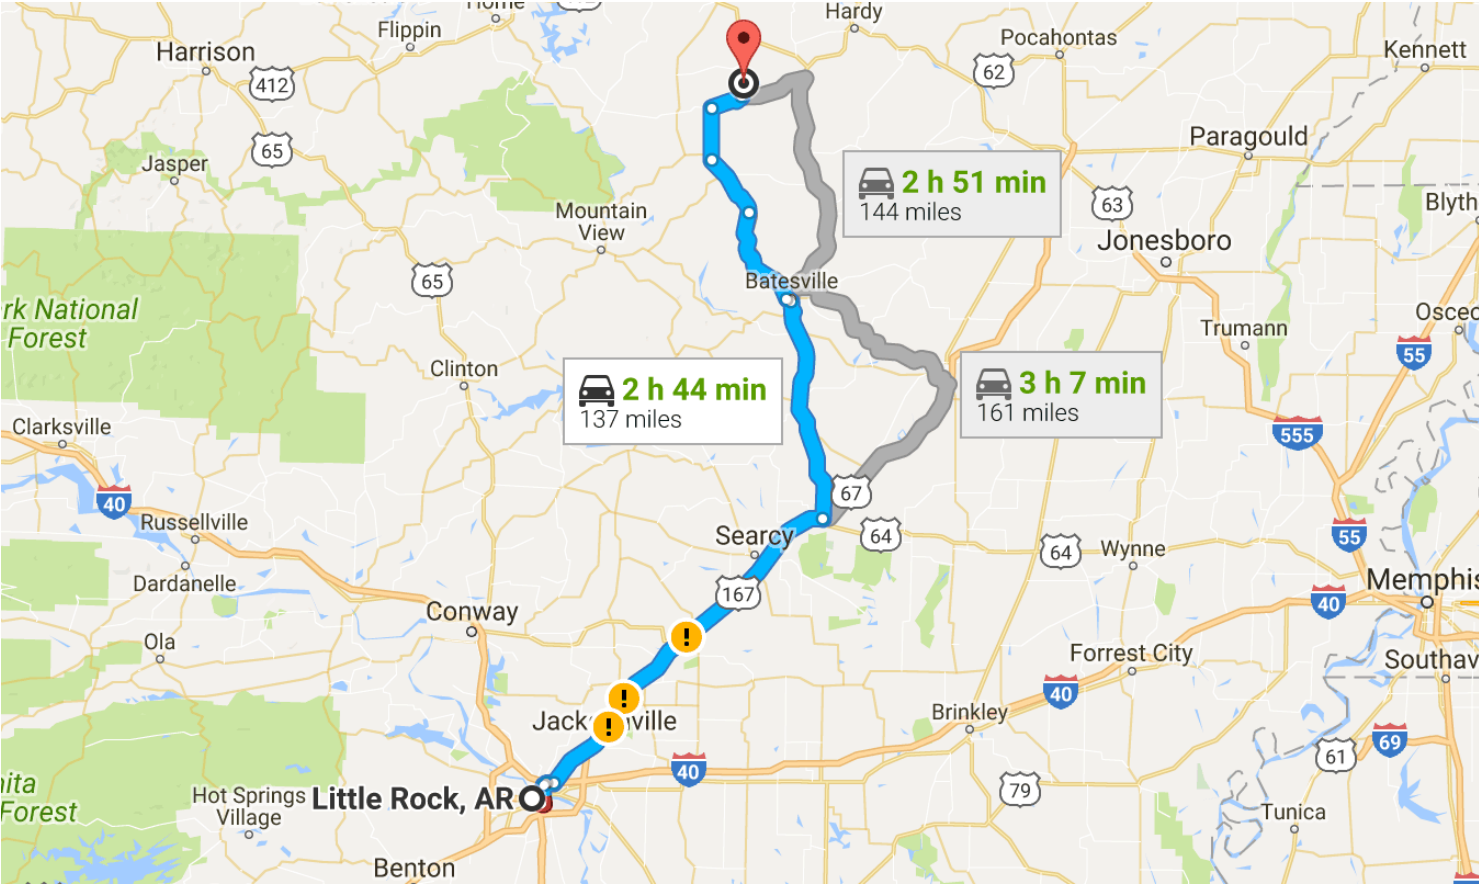 Home
Hardy
Flippin
Pocahontas
Harrison
Kennett
412
62
65
Paragould
Jasper
2 h 51 min
144 miles
63
Blyth
Mountain
View
Jonesboro
65
Batesville
rk National
Forest
Osceo
Trumann
55
Clinton
2 h 44 min
137 miles
3 h 7 min
161 miles
Clarksville
555
40
67
Russellville
Searcy
64
64
Wynne
55
Dardanelle
Memphis
167
40
Conway
Ola
Forrest City
Southav
40
Jack ville
Brinkley
69
61
40
ita
Forest
Hot Springs
Village
Little Rock, AR
79
Tunica
Benton